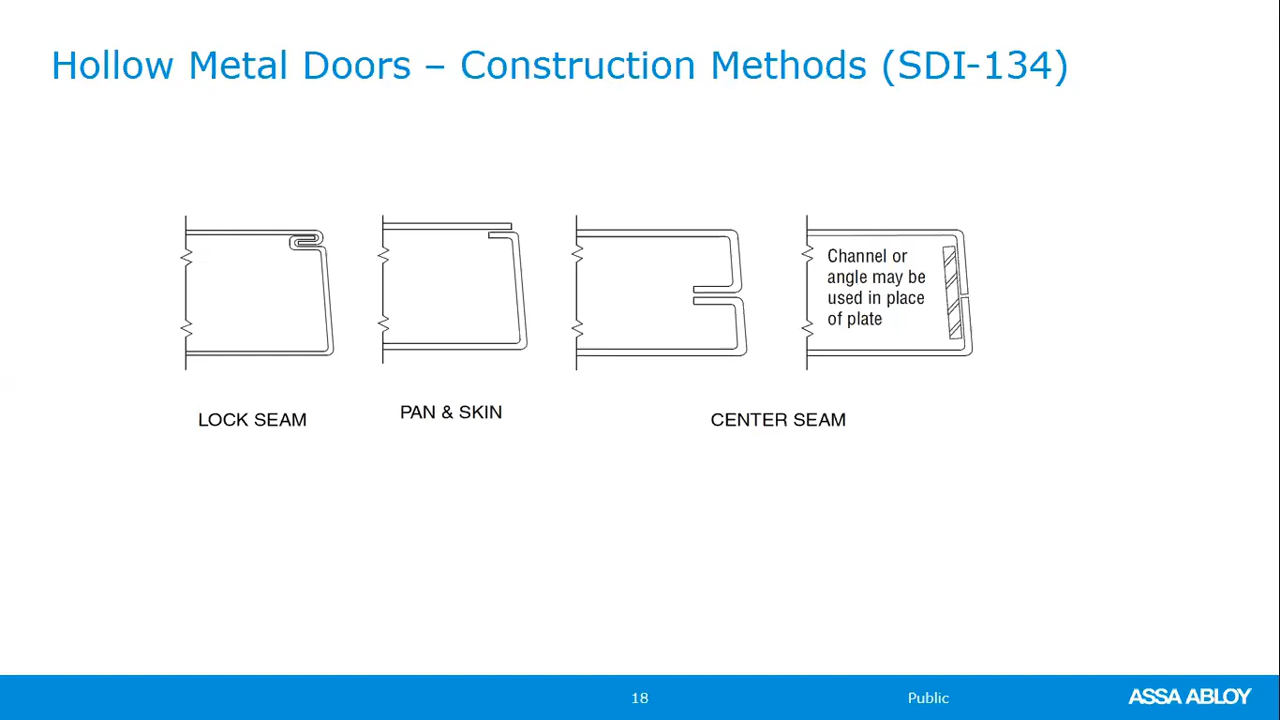 Hollow Metal Doors – Construction Methods (SDI-134)
Channel or
angle may be
used in place
of plate
LOCK SEAM
PAN & SKIN
CENTER SEAM
18
Public
ASSA ABLOY